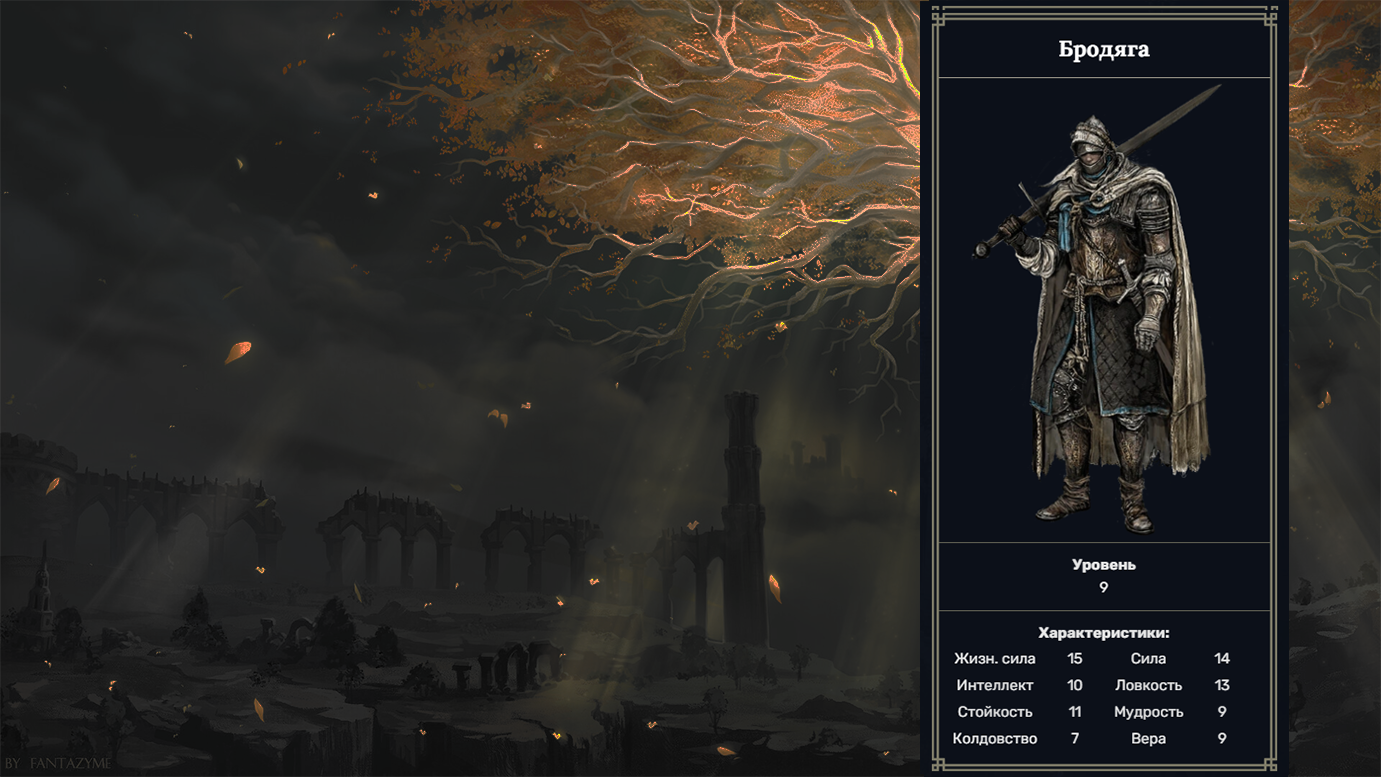 Бродяга
Уровень
9
Характеристики:
Жизн. сила 15 Сила 14
Интеллект 10 Ловкость 13
Стойкость 11 Мудрость 9
Колдовство 7 Вера 9
BY FANTAZYME